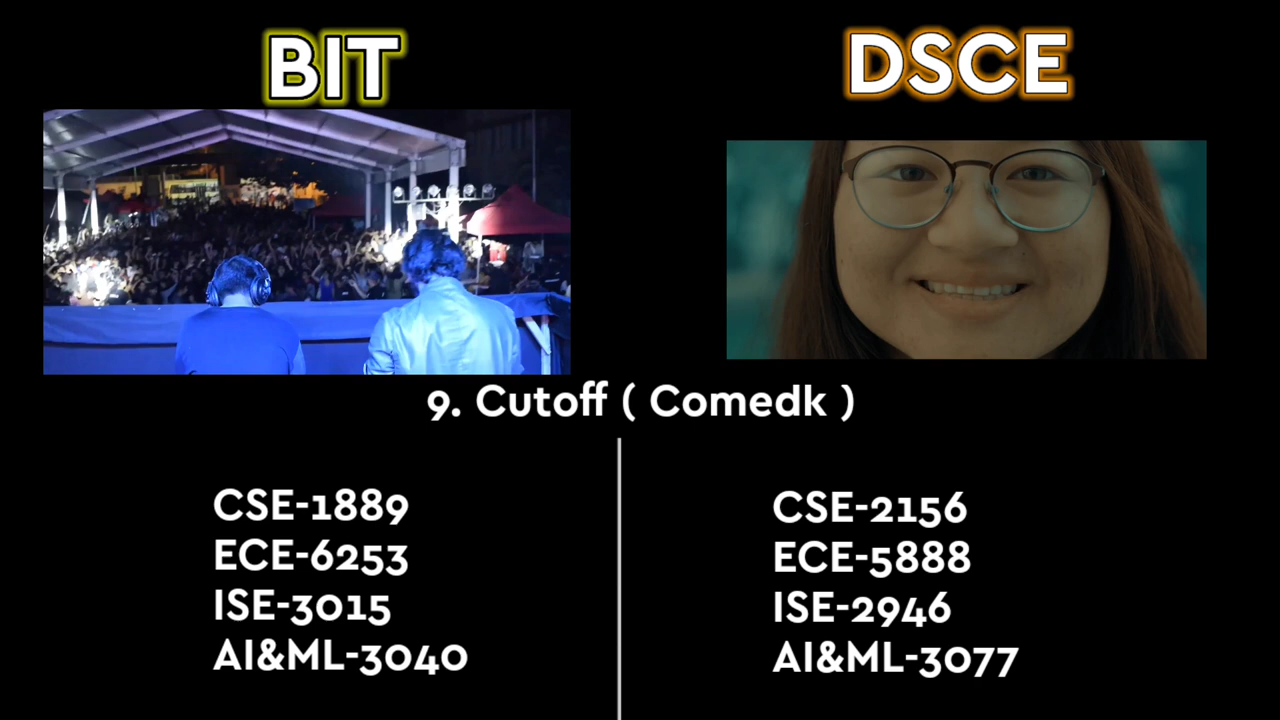 BIT
DSCE
9. Cutoff ( Comedk )
CSE-1889
ECE-6253
ISE-3015
AI&ML-3040
CSE-2156
ECE-5888
ISE-2946
AI&ML-3077